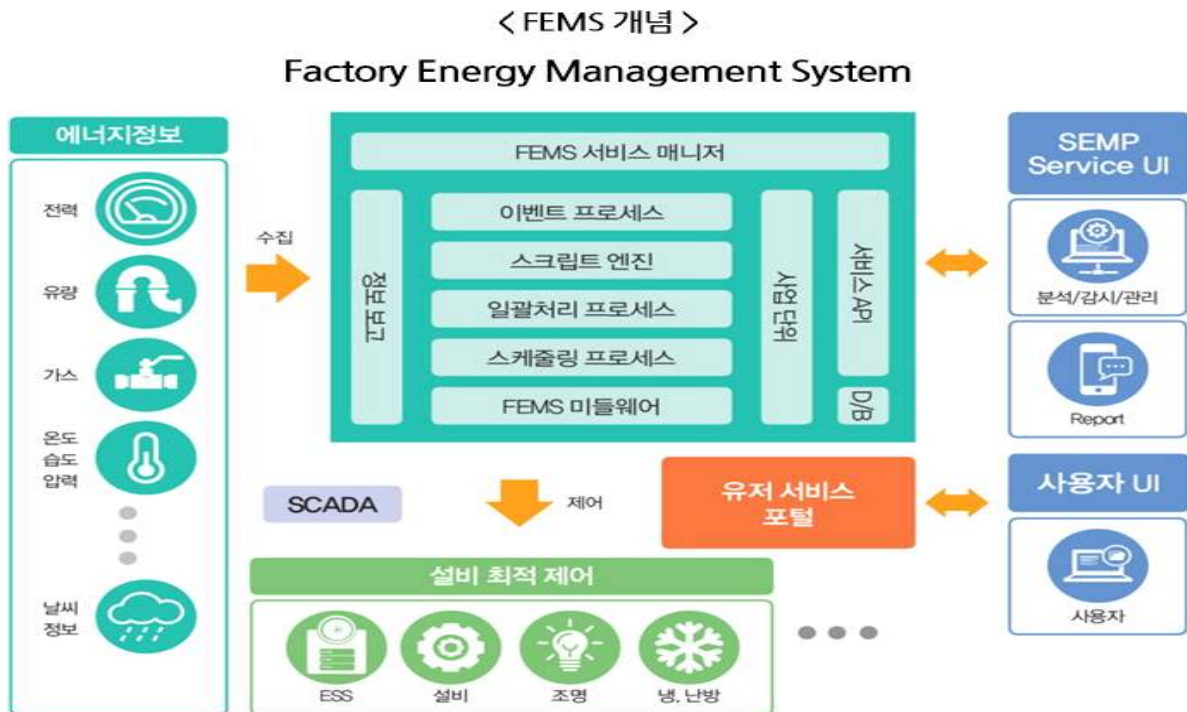 < FEMS 개념 >
Factory Energy Management System
에너지정보
전력
유량
가스
온도
습도
압력
날씨
정보
수집
FEMS 서비스 매니저
정보 보고
이벤트 프로세스
스크립트 엔진
일괄처리 프로세스
스케줄링 프로세스
FEMS 미들웨어
사업 단위
서비스 API
D/B
SCADA
제어
유저 서비스
포털
설비 최적 제어
ESS
설비
조명
냉, 난방
SEMP
Service UI
분석/감시/관리
Report
사용자 UI
사용자